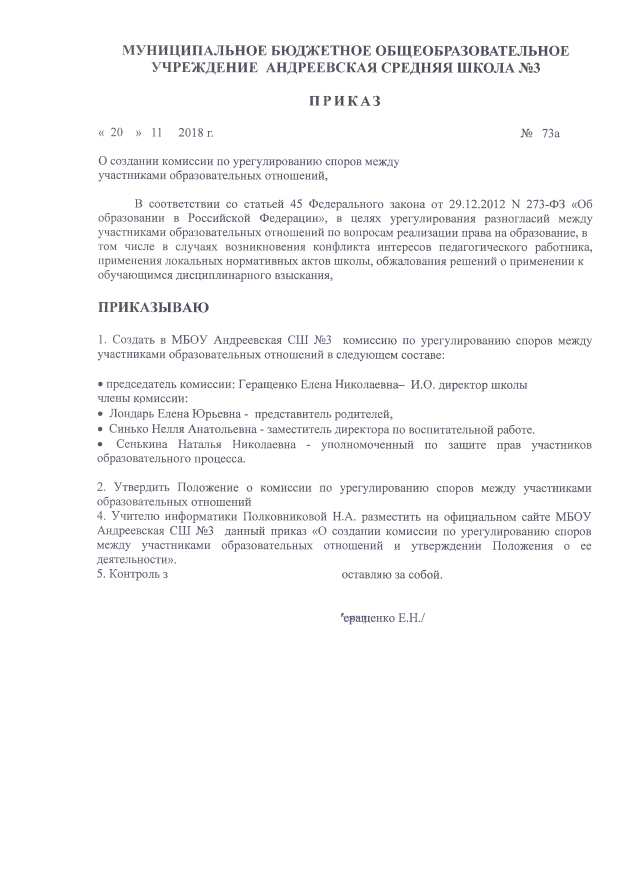 МУНИЦИПАЛЬНОЕ БЮДЖЕТНОЕ ОБЩЕОБРАЗОВАТЕЛЬНОЕ
УЧРЕЖДЕНИЕ АНДРЕЕВСКАЯ СРЕДНЯЯ ШКОЛА №3
П Р И К А З
« 20 » 11 2018 г. № 73а
О создании комиссии по урегулированию споров между
участниками образовательных отношений,
В соответствии со статьей 45 Федерального закона от 29.12.2012 N 273-ФЗ «Об
образовании в Российской Федерации», в целях урегулирования разногласий между
участниками образовательных отношений по вопросам реализации права на образование, в
том числе в случаях возникновения конфликта интересов педагогического работника,
применения локальных нормативных актов школы, обжалования решений о применении к
обучающимся дисциплинарного взыскания,
ПРИКАЗЫВАЮ
1. Создать в МБОУ Андреевская СШ №3 комиссию по урегулированию споров между
участниками образовательных отношений в следующем составе:
• председатель комиссии: Геращенко Елена Николаевна– И.О. директор школы
члены комиссии:
• Лондарь Елена Юрьевна - представитель родителей,
• Синько Нелля Анатольевна - заместитель директора по воспитательной работе.
• Сенькина Наталья Николаевна - уполномоченный по защите прав участников
образовательного процесса.
2. Утвердить Положение о комиссии по урегулированию споров между участниками
образовательных отношений
4. Учителю информатики Полковниковой Н.А. разместить на официальном сайте МБОУ
Андреевская СШ №3 данный приказ «О создании комиссии по урегулированию споров
между участниками образовательных отношений и утверждении Положения о ее
деятельности».
5. Контроль з оставляю за собой.
еращенко Е.Н./